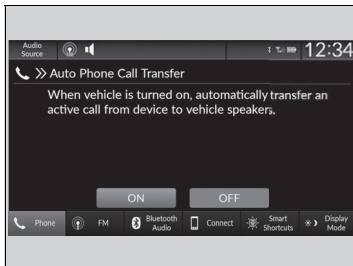 Audio
Source
12:34
Auto Phone Call Transfer
When vehicle is turned on, automatically transfer an
active call from device to vehicle speakers.
ON OFF
Phone FM Bluetooth
Audio Connect Smart
Shortcuts Display
Mode